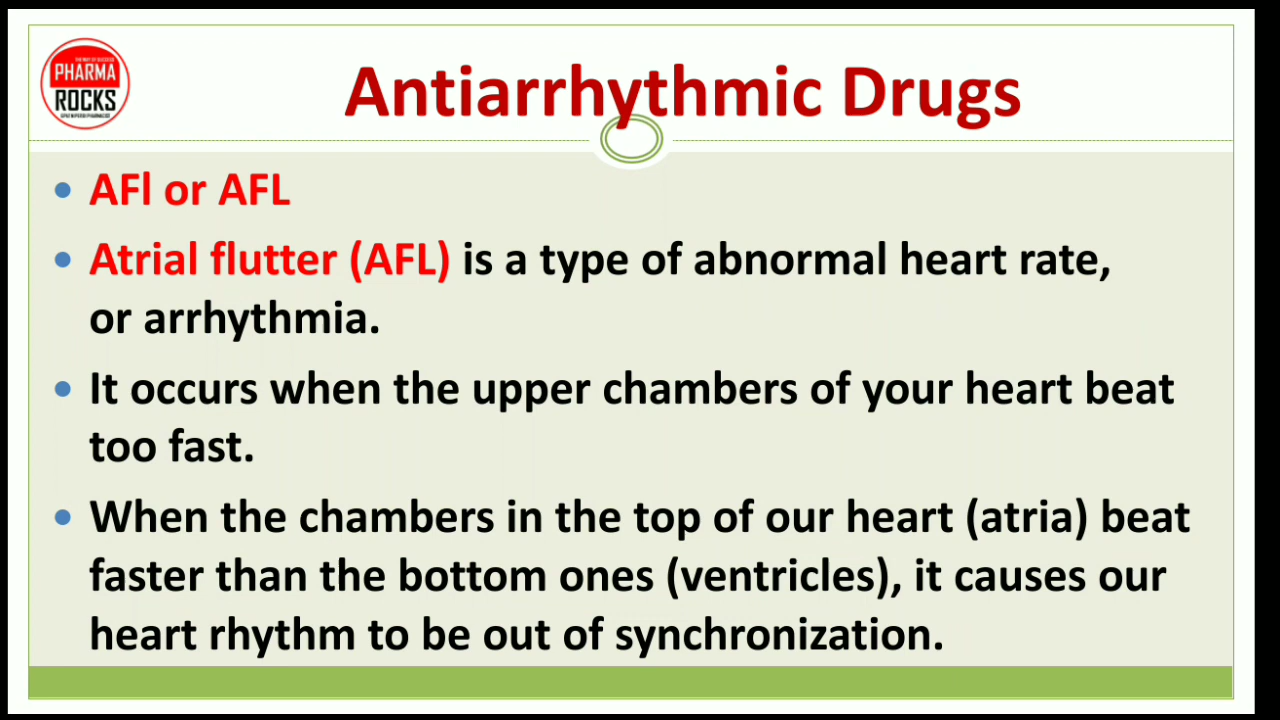 PHARMA
ROCKS
Antiarrhythmic Drugs
• AFl or AFL
• Atrial flutter (AFL) is a type of abnormal heart rate,
or arrhythmia.
• It occurs when the upper chambers of your heart beat
too fast.
• When the chambers in the top of our heart (atria) beat
faster than the bottom ones (ventricles), it causes our
heart rhythm to be out of synchronization.